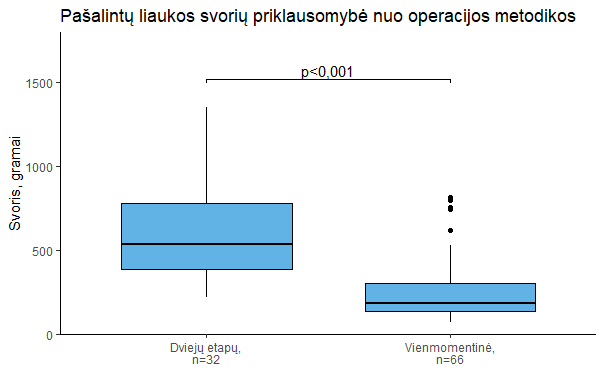 Pašalintų liaukos svorių priklausomybė nuo operacijos metodikos
p<0,001
Svoris, gramai
1500
1000
500
0
Dviejų etapų,
n=32
Vienmomentinė,
n=66